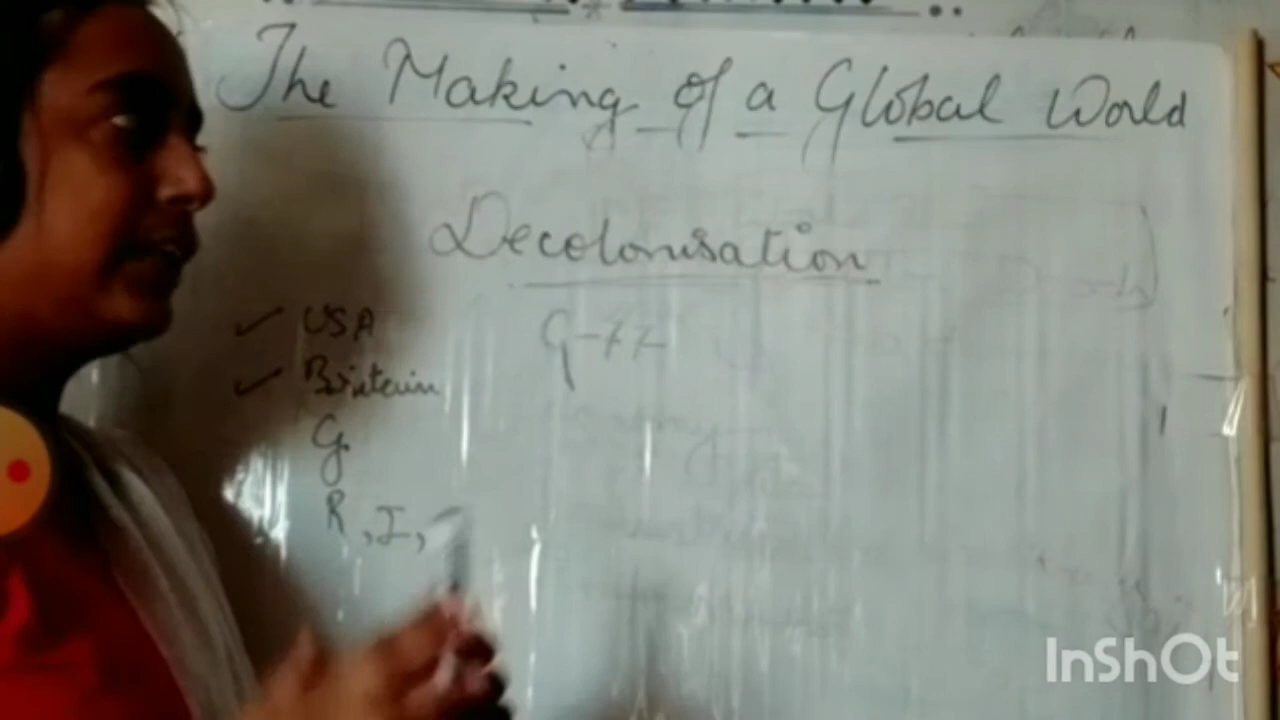 The Making of a Global World
Decolonisation
✓ USA
G-77
✓ Britain
G
R, I,
InShOt